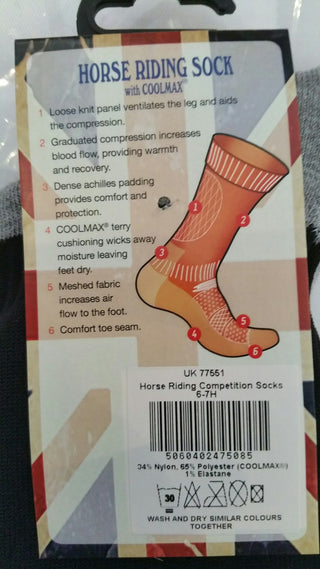 HORSE RIDING SOCK
with COOLMAX®
1 Loose knit panel ventilates the leg and aids
the compression.
2 Graduated compression increases
blood flow, providing warmth
and recovery.
3 Dense achilles padding
provides comfort and
protection.
4 COOLMAX® terry
cushioning wicks away
moisture leaving
feet dry.
5 Meshed fabric
increases air
flow to the foot.
6 Comfort toe seam.
1
2
3
4
5
6
UK 77551
Horse Riding Competition Socks
6-7H
5060402475085
34% Nylon, 65% Polyester (COOLMAX®)
1% Elastane
30
WASH AND DRY SIMILAR COLOURS
TOGETHER